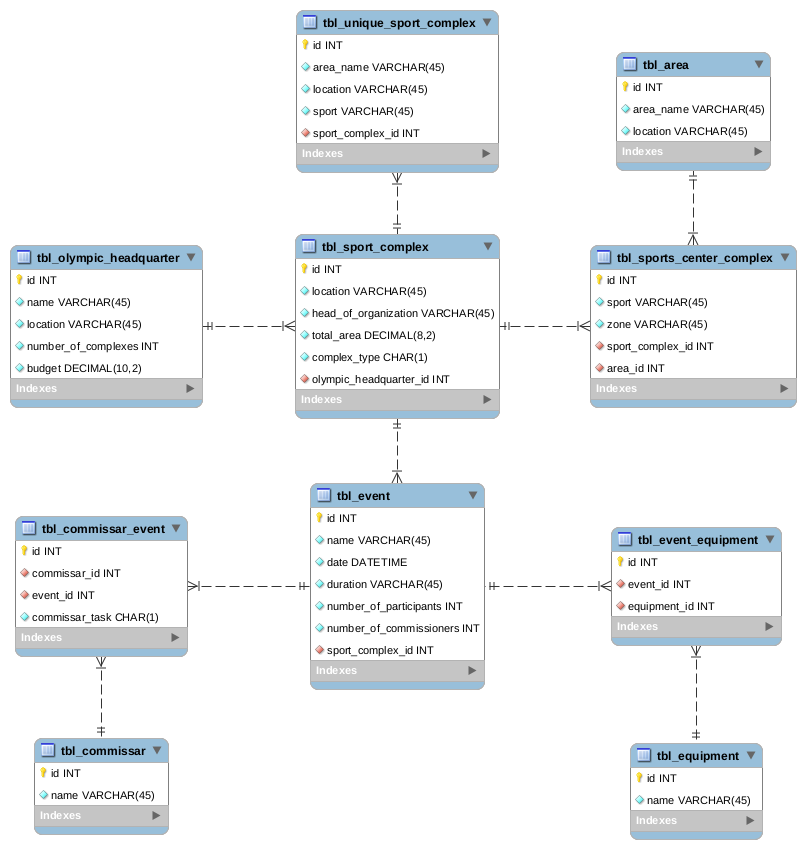 tbl_unique_sport_complex
id INT
area_name VARCHAR(45)
location VARCHAR(45)
sport VARCHAR(45)
sport_complex_id INT
Indexes
tbl_area
id INT
area_name VARCHAR(45)
location VARCHAR(45)
Indexes
tbl_olympic_headquarter
id INT
name VARCHAR(45)
location VARCHAR(45)
number_of_complexes INT
budget DECIMAL(10,2)
Indexes
tbl_sport_complex
id INT
location VARCHAR(45)
head_of_organization VARCHAR(45)
total_area DECIMAL(8,2)
complex_type CHAR(1)
olympic_headquarter_id INT
Indexes
tbl_sports_center_complex
id INT
sport VARCHAR(45)
zone VARCHAR(45)
sport_complex_id INT
area_id INT
Indexes
tbl_commissar_event
id INT
commissar_id INT
event_id INT
commissar_task CHAR(1)
Indexes
tbl_event
id INT
name VARCHAR(45)
date DATETIME
duration VARCHAR(45)
number_of_participants INT
number_of_commissioners INT
sport_complex_id INT
Indexes
tbl_event_equipment
id INT
event_id INT
equipment_id INT
Indexes
tbl_commissar
id INT
name VARCHAR(45)
Indexes
tbl_equipment
id INT
name VARCHAR(45)
Indexes